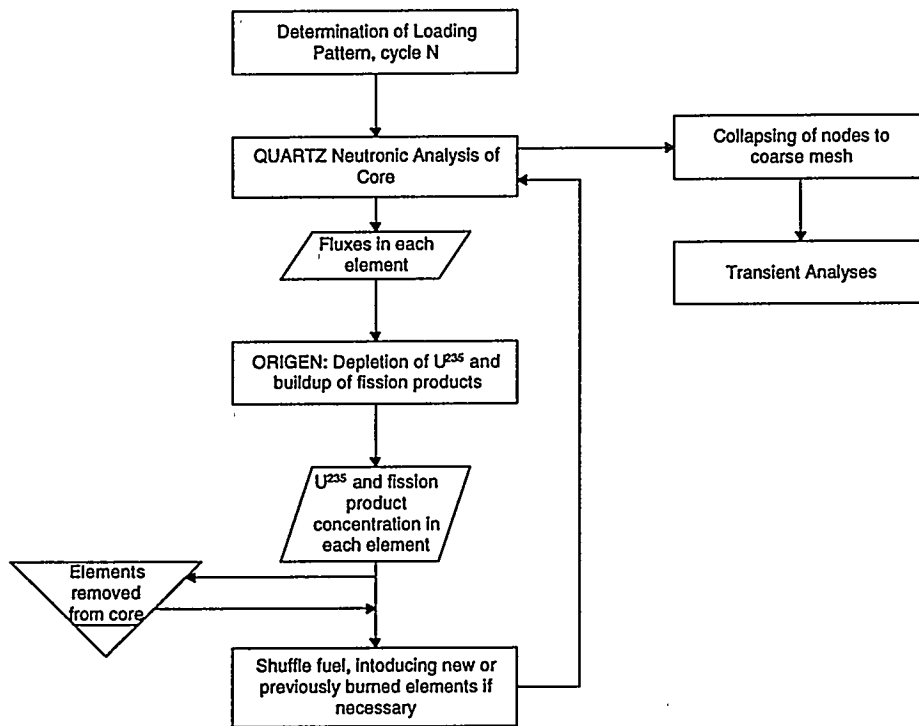 Determination of Loading
Pattern, cycle N
QUARTZ Neutronic Analysis of
Core
Collapsing of nodes to
coarse mesh
Fluxes in each
element
Transient Analyses
ORIGEN: Depletion of U²³⁵ and
buildup of fission products
U²³⁵ and fission
product
concentration in
each element
Elements
removed
from core
Shuffle fuel, intoducing new or
previously burned elements if
necessary